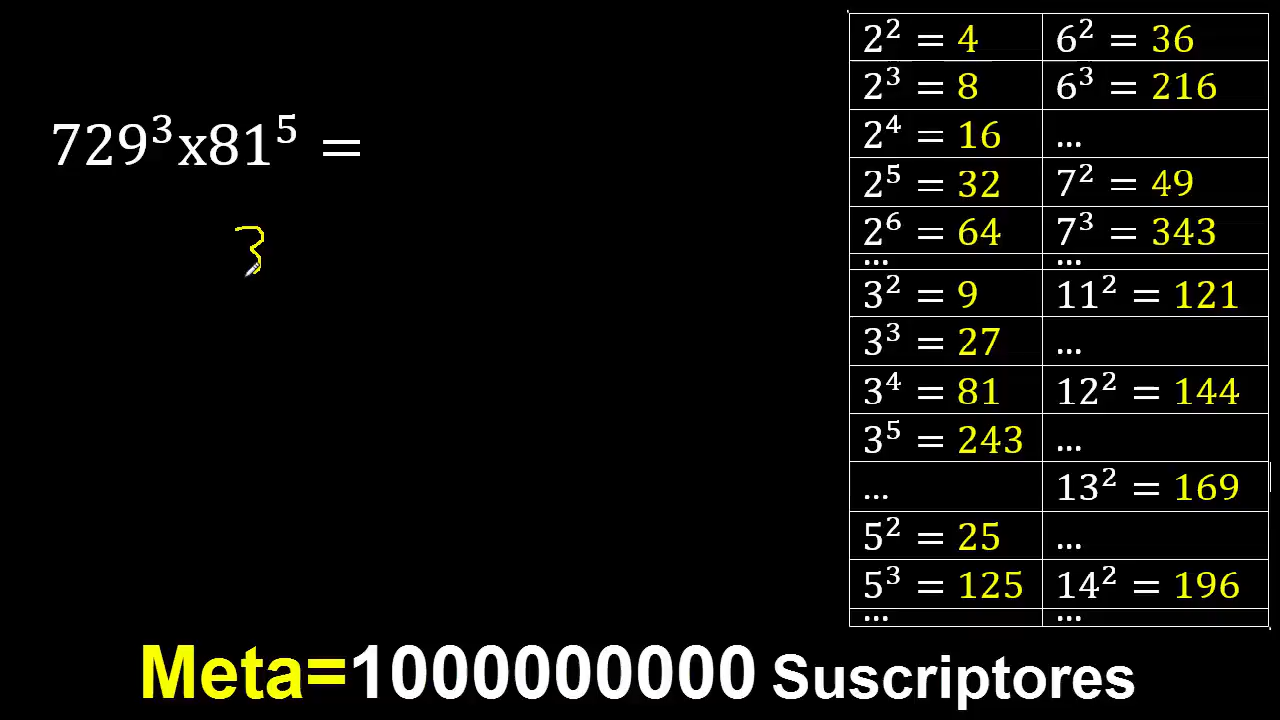 729³x81⁵ =
3
2² = 4 6² = 36
2³ = 8 6³ = 216
2⁴ = 16 ...
2⁵ = 32 7² = 49
2⁶ = 64 7³ = 343
... ...
3² = 9 11² = 121
3³ = 27 ...
3⁴ = 81 12² = 144
3⁵ = 243 ...
... 13² = 169
5² = 25 ...
5³ = 125 14² = 196
... ...
Meta=1000000000 Suscriptores